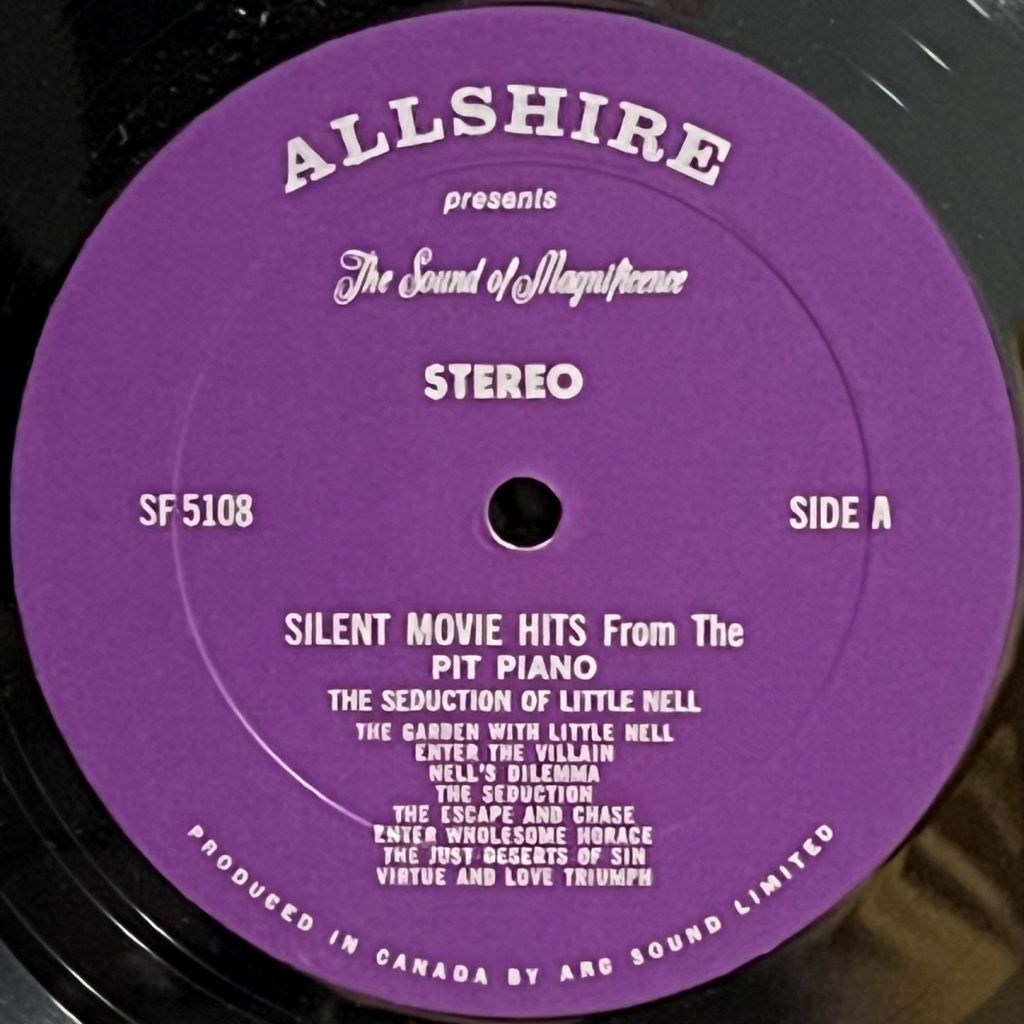 ALLSHIRE
presents
The Sound of Magnificence
STEREO
SF 5108
SIDE A
SILENT MOVIE HITS From The
PIT PIANO
THE SEDUCTION OF LITTLE NELL
THE GARDEN WITH LITTLE NELL
ENTER THE VILLAIN
NELL'S DILEMMA
THE SEDUCTION
THE ESCAPE AND CHASE
ENTER WHOLESOME HORACE
THE JUST DESERTS OF SIN
VIRTUE AND LOVE TRIUMPH
PRODUCED IN CANADA BY ARG SOUND LIMITED